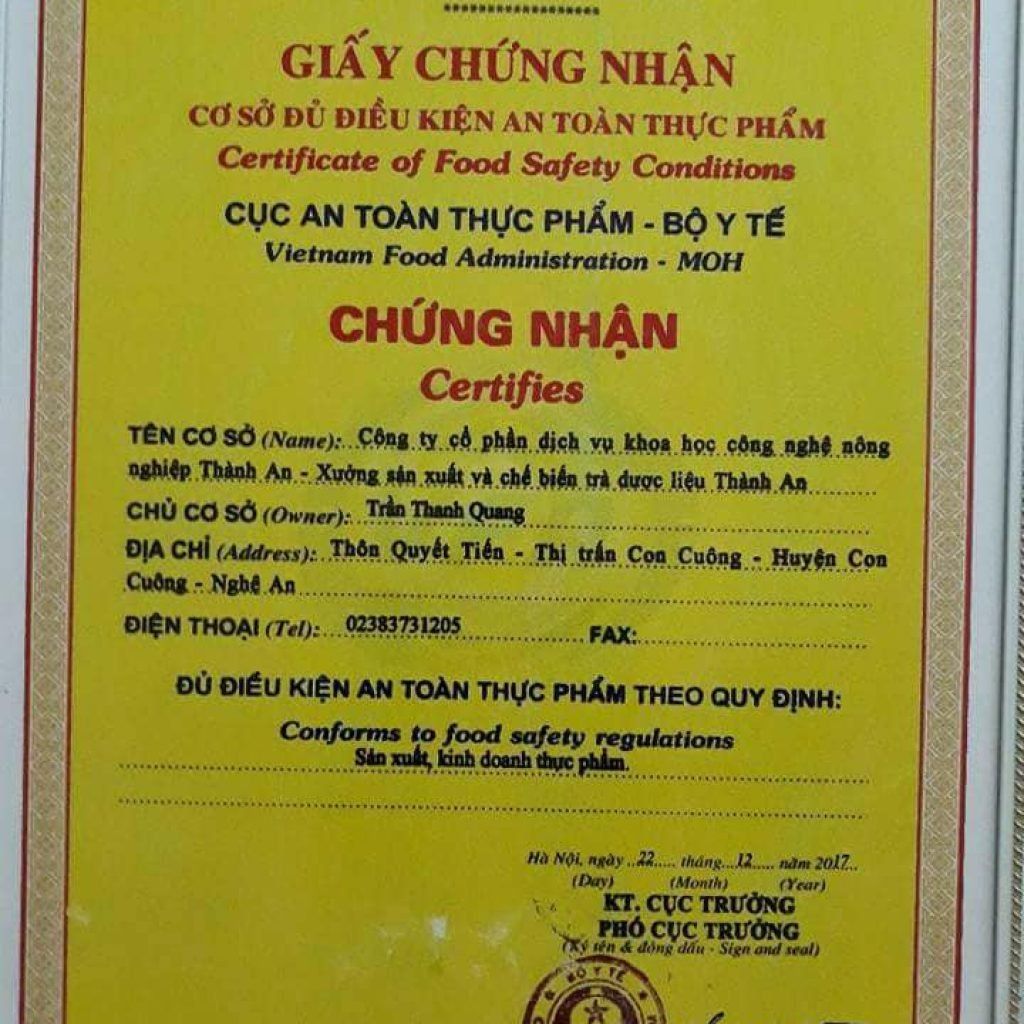 GIẤY CHỨNG NHẬN
CƠ SỞ ĐỦ ĐIỀU KIỆN AN TOÀN THỰC PHẨM
Certificate of Food Safety Conditions
CỤC AN TOÀN THỰC PHẨM - BỘ Y TẾ
Vietnam Food Administration - MOH
CHỨNG NHẬN
Certifies
TÊN CƠ SỞ (Name): Công ty cổ phần dịch vụ khoa học công nghệ nông
nghiệp Thành An - Xưởng sản xuất và chế biến trà dược liệu Thành An
CHỦ CƠ SỞ (Owner): Trần Thanh Quang
ĐỊA CHỈ (Address): Thôn Quyết Tiến - Thị trấn Con Cuông - Huyện Con
Cuông - Nghệ An
ĐIỆN THOẠI (Tel): 02383731205 FAX:
ĐỦ ĐIỀU KIỆN AN TOÀN THỰC PHẨM THEO QUY ĐỊNH:
Conforms to food safety regulations
Sản xuất, kinh doanh thực phẩm.
Hà Nội, ngày 22 tháng 12 năm 2017
(Day) (Month) (Year)
KT. CỤC TRƯỞNG
PHÓ CỤC TRƯỞNG
(Ký tên & đóng dấu - Sign and seal)
BỘ Y TẾ